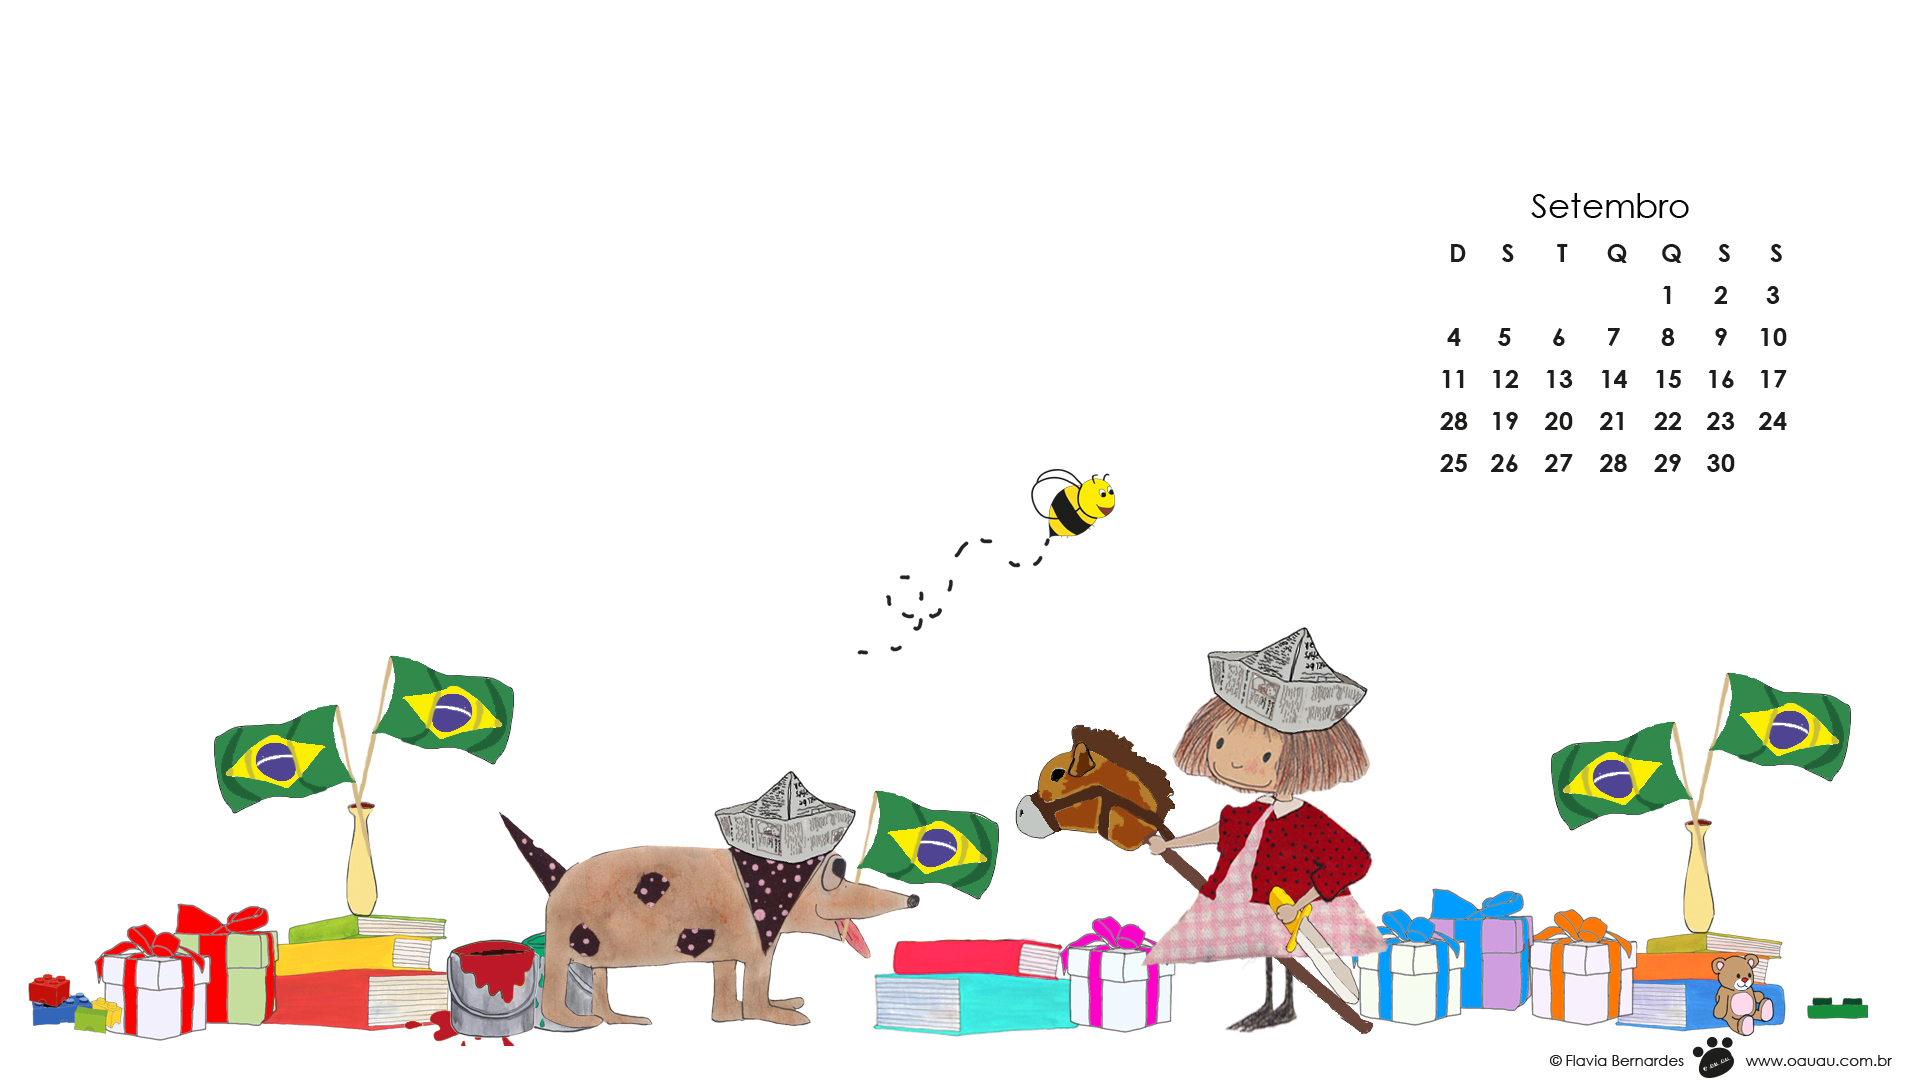 Setembro
D S T Q Q S S
1 2 3
4 5 6 7 8 9 10
11 12 13 14 15 16 17
28 19 20 21 22 23 24
25 26 27 28 29 30
© Flavia Bernardes www.oauau.com.br